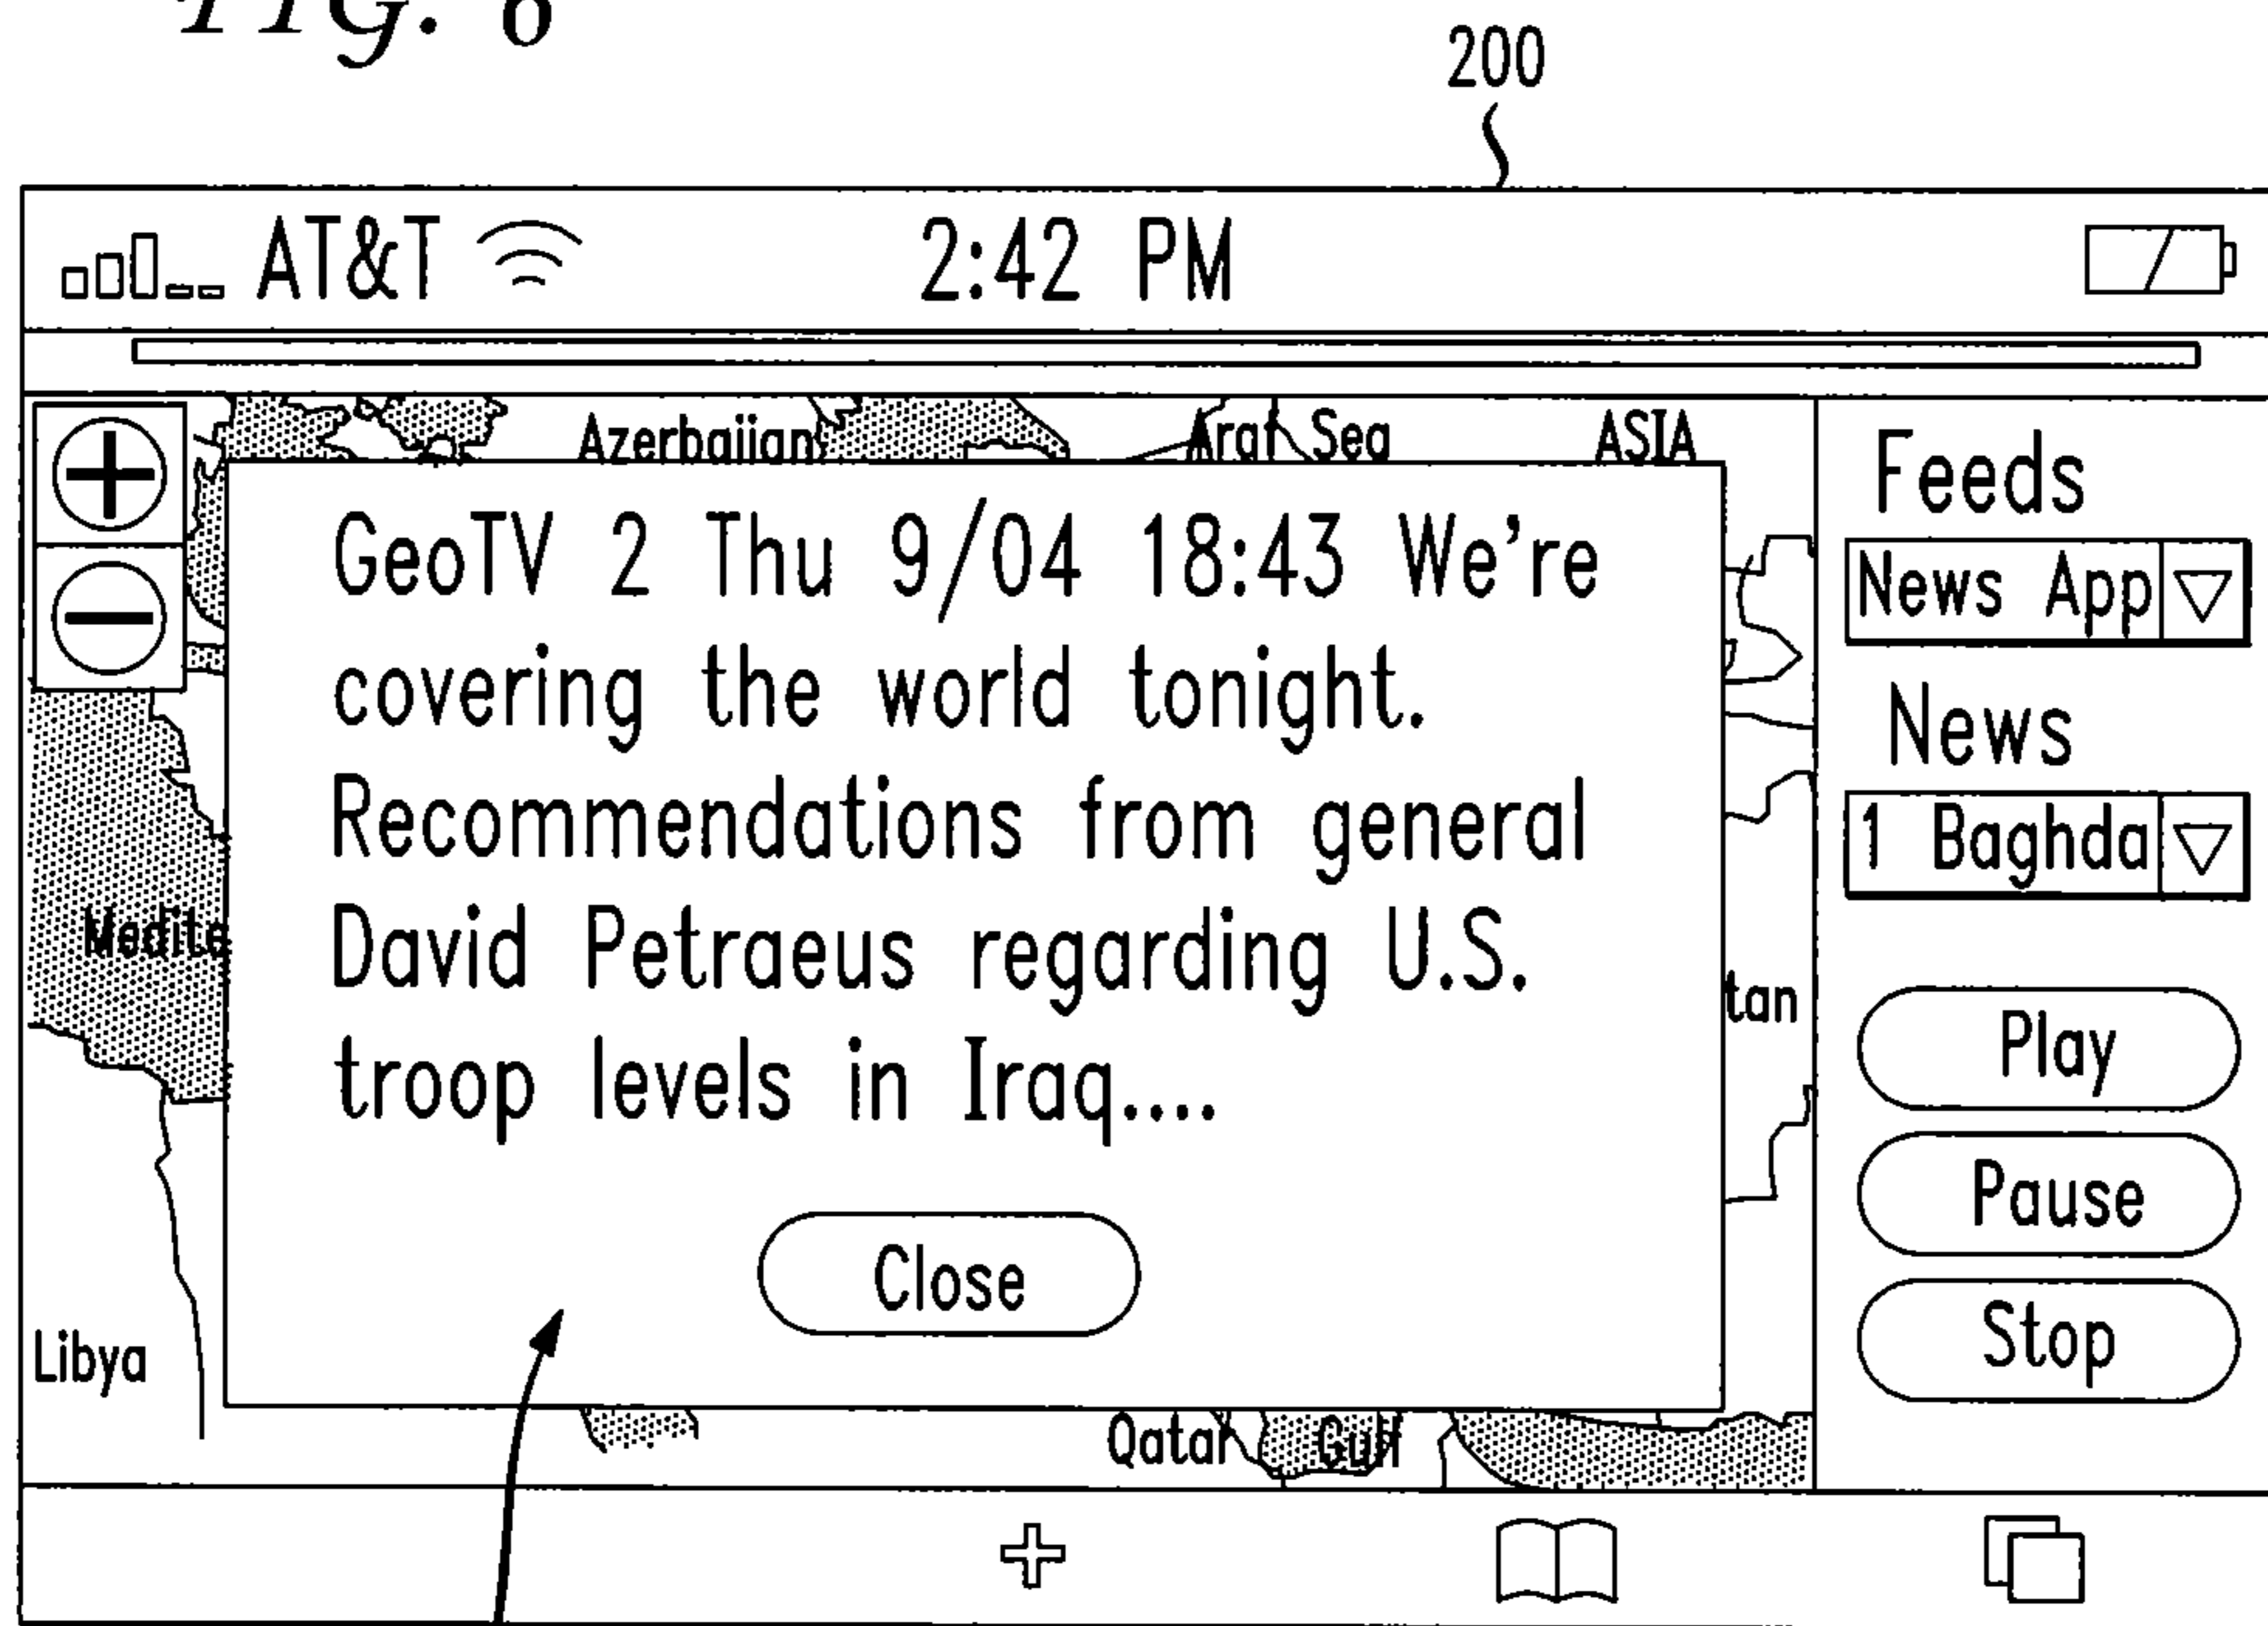 FIG. 6
200
AT&T 2:42 PM
Azerbaijan Aral Sea ASIA
GeoTV 2 Thu 9/04 18:43 We're
covering the world tonight.
Recommendations from general
David Petraeus regarding U.S.
troop levels in Iraq....
Close
Medite
tan
Libya
Qatar Gulf
Feeds
News App
News
1 Baghda
Play
Pause
Stop